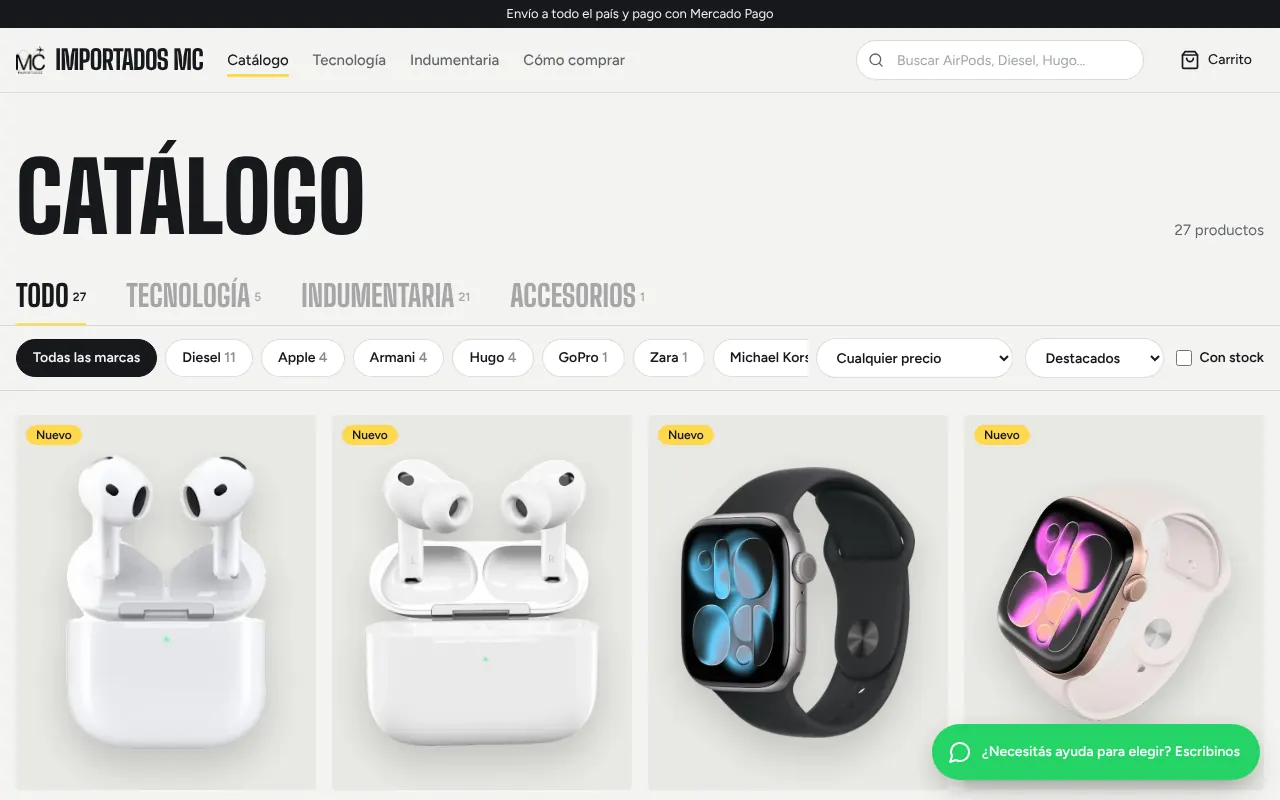 Envío a todo el país y pago con Mercado Pago
MC IMPORTADOS MC Catálogo Tecnología Indumentaria Cómo comprar Buscar AirPods, Diesel, Hugo... Carrito
CATÁLOGO
27 productos
TODO 27 TECNOLOGÍA 5 INDUMENTARIA 21 ACCESORIOS 1
Todas las marcas Diesel 11 Apple 4 Armani 4 Hugo 4 GoPro 1 Zara 1 Michael Kors Cualquier precio Destacados Con stock
Nuevo Nuevo Nuevo Nuevo
L R
¿Necesitás ayuda para elegir? Escribinos